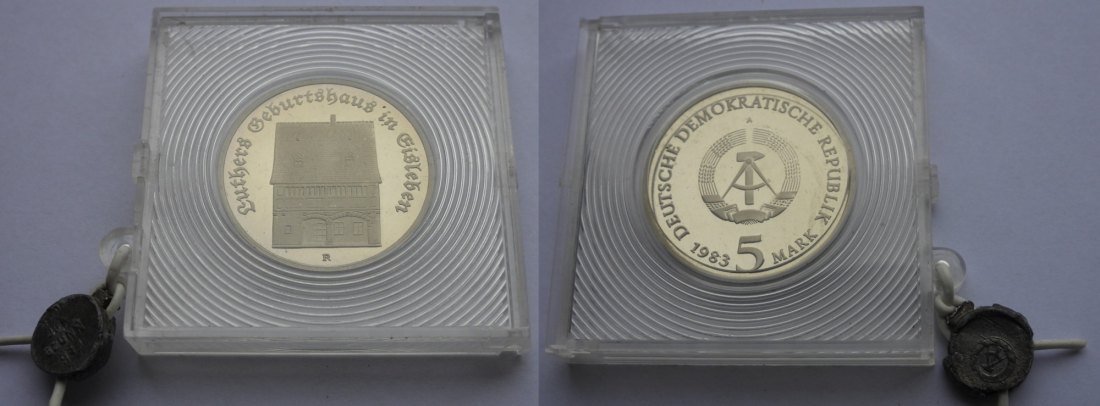 Luthers Geburtshaus in Eisleben
R
DEUTSCHE DEMOKRATISCHE REPUBLIK
A
1983 5 MARK